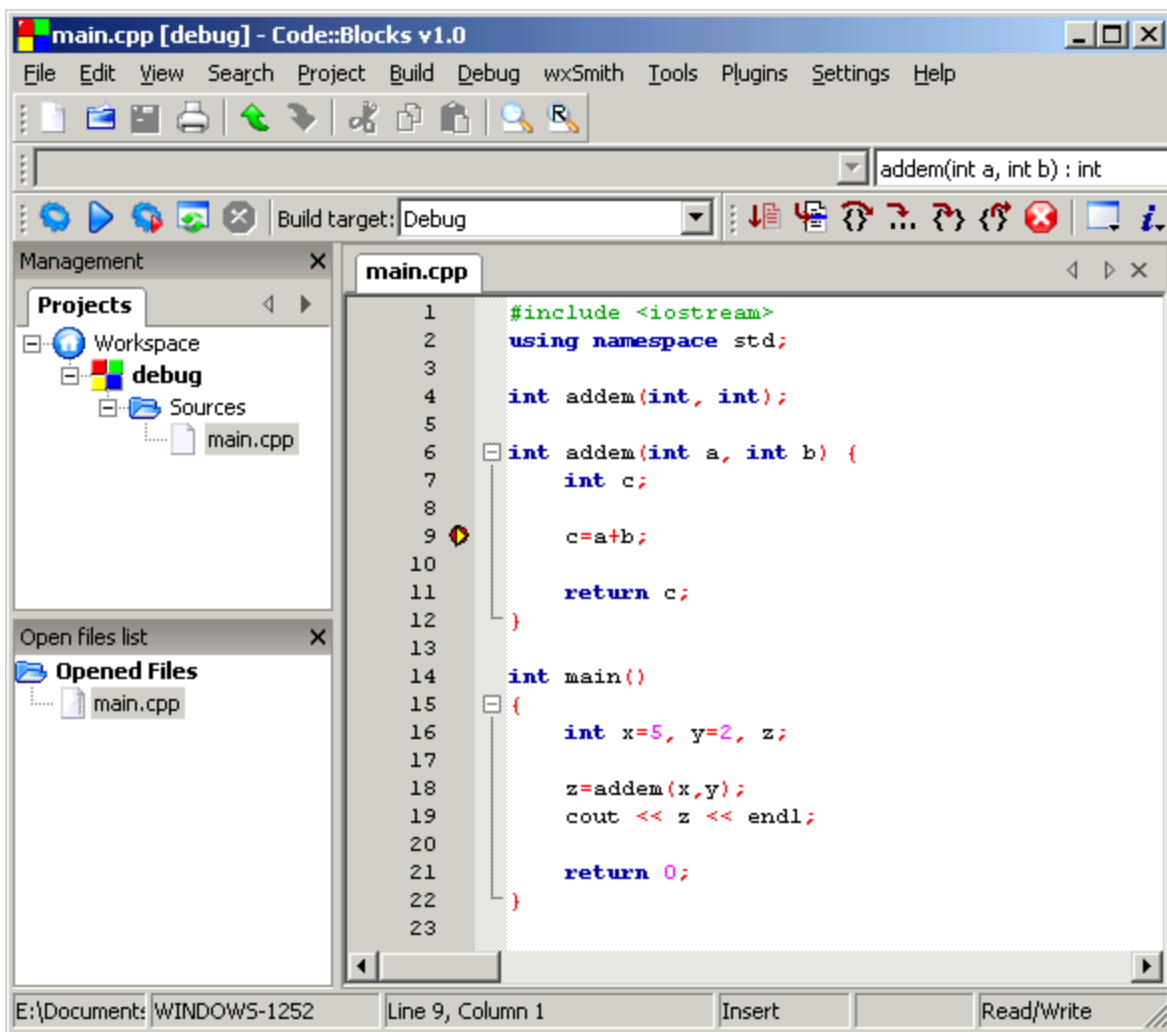 main.cpp [debug] - Code::Blocks v1.0
File Edit View Search Project Build Debug wxSmith Tools Plugins Settings Help
addem(int a, int b) : int
Build target: Debug
Management
Projects
Workspace
debug
Sources
main.cpp
Open files list
Opened Files
main.cpp
main.cpp
1 #include <iostream>
2 using namespace std;
3
4 int addem(int, int);
5
6 int addem(int a, int b) {
7     int c;
8
9     c=a+b;
10
11     return c;
12 }
13
14 int main()
15 {
16     int x=5, y=2, z;
17
18     z=addem(x,y);
19     cout << z << endl;
20
21     return 0;
22 }
23
E:\Documents WINDOWS-1252 Line 9, Column 1 Insert Read/Write